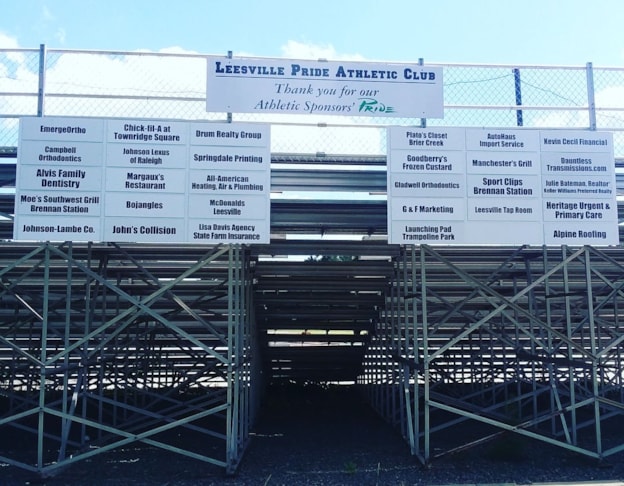 LEESVILLE PRIDE ATHLETIC CLUB
Thank you for our
Athletic Sponsors' PRIDE
EmergeOrtho
Chick-fil-A at
Townridge Square
Drum Realty Group
Campbell
Orthodontics
Johnson Lexus
of Raleigh
Springdale Printing
Alvis Family
Dentistry
Margaux's
Restaurant
All-American
Heating, Air & Plumbing
Moe's Southwest Grill
Brennan Station
Bojangles
McDonalds
Leesville
Johnson-Lambe Co.
John's Collision
Lisa Davis Agency
State Farm Insurance
Plato's Closet
Brier Creek
AutoHaus
Import Service
Kevin Cecil Financial
Goodberry's
Frozen Custard
Manchester's Grill
Dauntless
Transmissions.com
Gladwell Orthodontics
Sport Clips
Brennan Station
Julie Bateman, Realtor
Keller Williams Preferred Realty
G & F Marketing
Leesville Tap Room
Heritage Urgent &
Primary Care
Launching Pad
Trampoline Park
Alpine Roofing